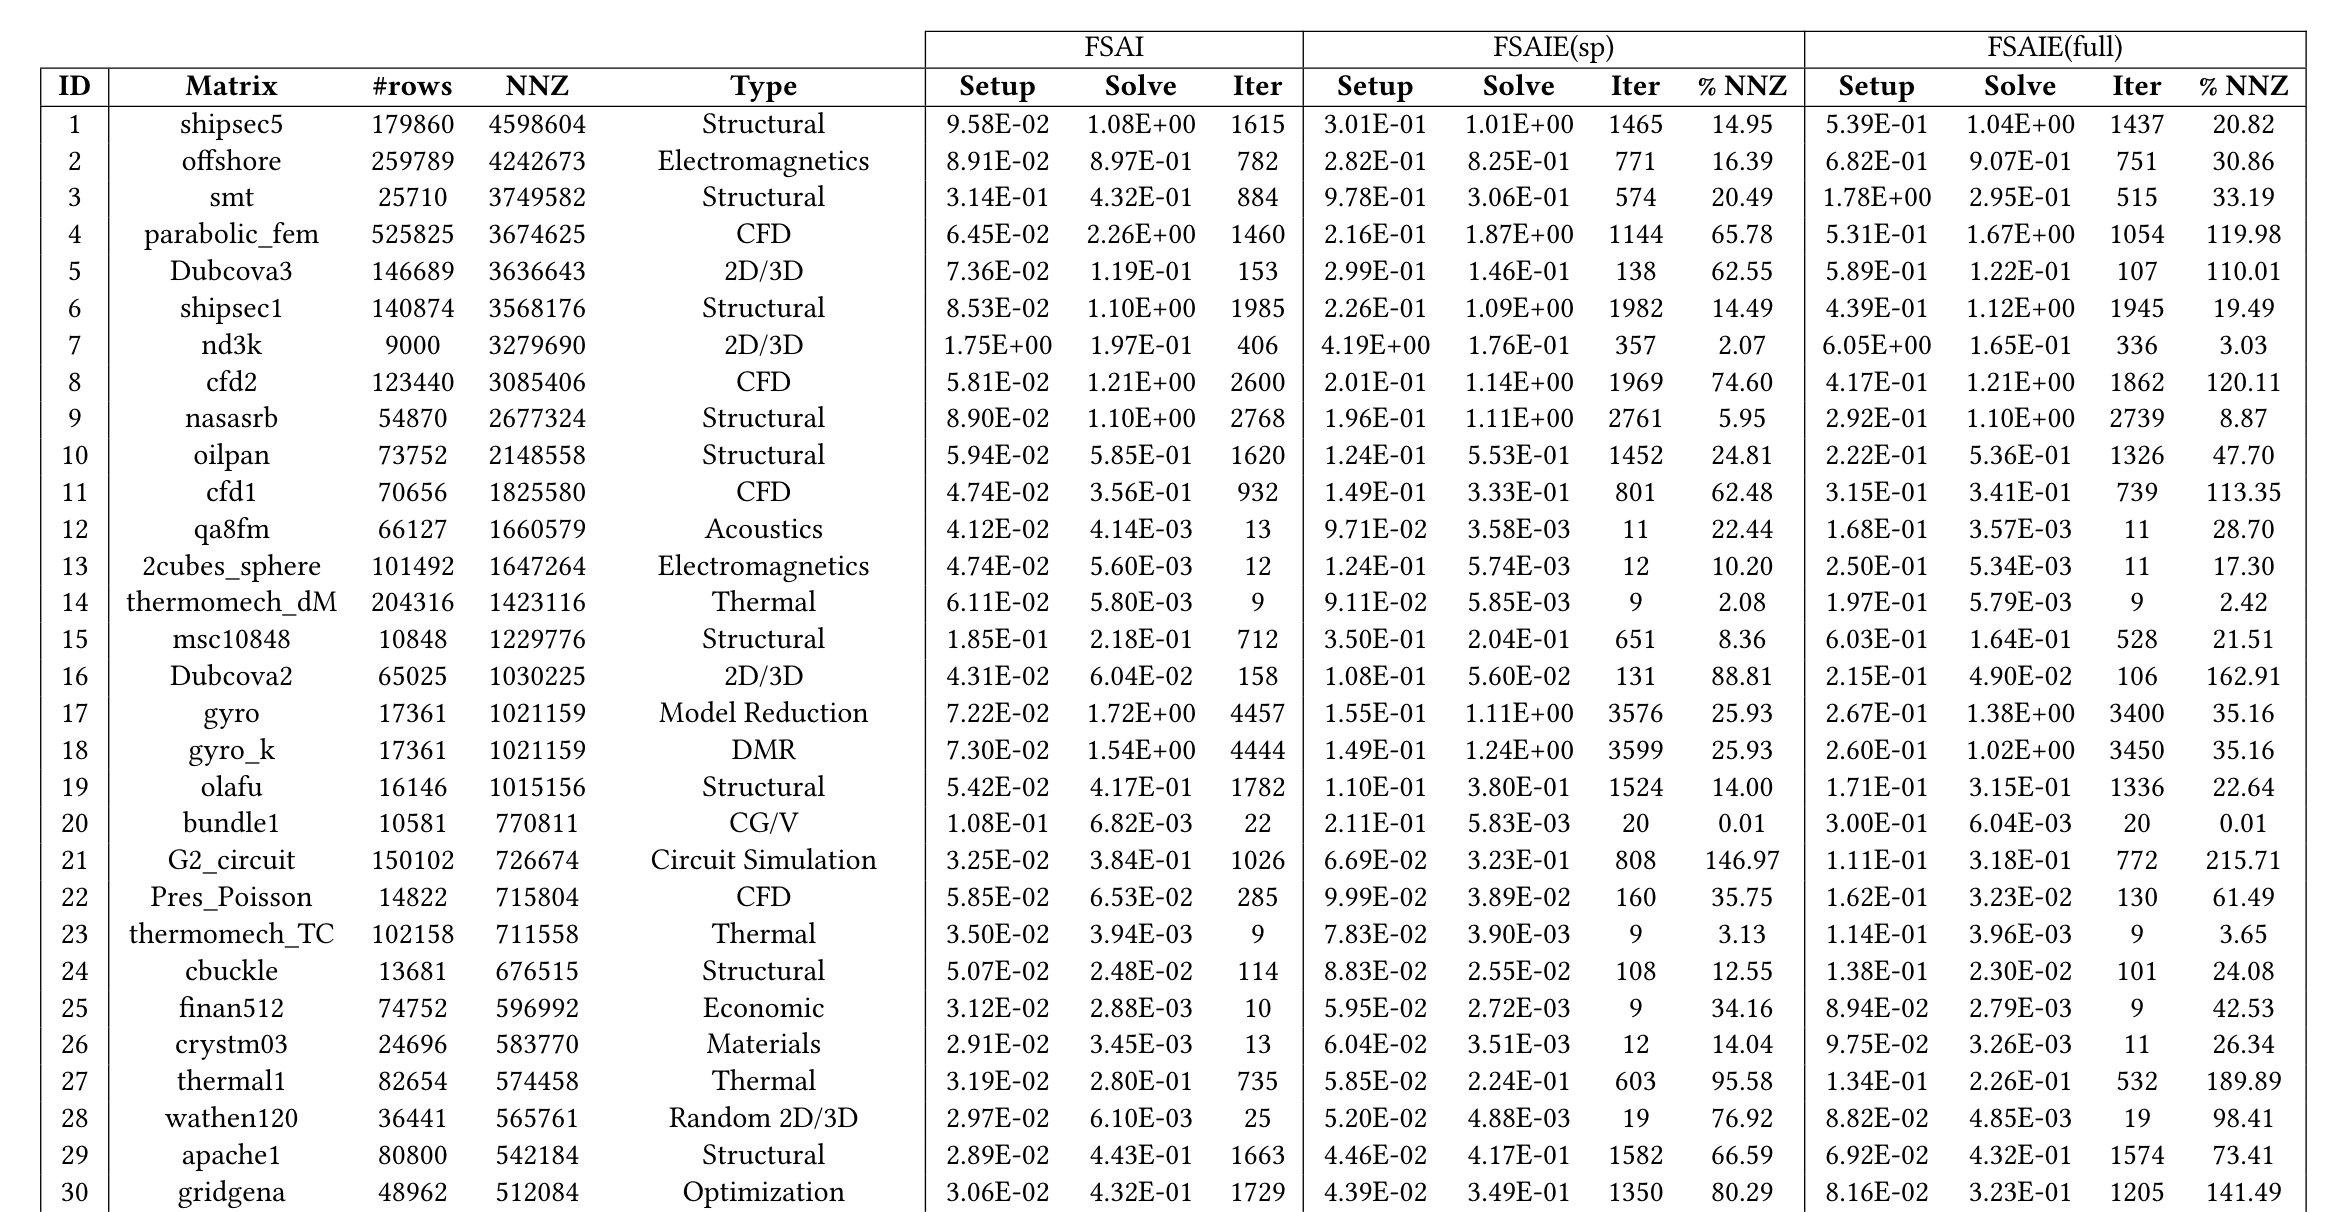 FSAI FSAIE(sp) FSAIE(full)
ID Matrix #rows NNZ Type Setup Solve Iter Setup Solve Iter % NNZ Setup Solve Iter % NNZ
1 shipsec5 179860 4598604 Structural 9.58E-02 1.08E+00 1615 3.01E-01 1.01E+00 1465 14.95 5.39E-01 1.04E+00 1437 20.82
2 offshore 259789 4242673 Electromagnetics 8.91E-02 8.97E-01 782 2.82E-01 8.25E-01 771 16.39 6.82E-01 9.07E-01 751 30.86
3 smt 25710 3749582 Structural 3.14E-01 4.32E-01 884 9.78E-01 3.06E-01 574 20.49 1.78E+00 2.95E-01 515 33.19
4 parabolic_fem 525825 3674625 CFD 6.45E-02 2.26E+00 1460 2.16E-01 1.87E+00 1144 65.78 5.31E-01 1.67E+00 1054 119.98
5 Dubcova3 146689 3636643 2D/3D 7.36E-02 1.19E-01 153 2.99E-01 1.46E-01 138 62.55 5.89E-01 1.22E-01 107 110.01
6 shipsec1 140874 3568176 Structural 8.53E-02 1.10E+00 1985 2.26E-01 1.09E+00 1982 14.49 4.39E-01 1.12E+00 1945 19.49
7 nd3k 9000 3279690 2D/3D 1.75E+00 1.97E-01 406 4.19E+00 1.76E-01 357 2.07 6.05E+00 1.65E-01 336 3.03
8 cfd2 123440 3085406 CFD 5.81E-02 1.21E+00 2600 2.01E-01 1.14E+00 1969 74.60 4.17E-01 1.21E+00 1862 120.11
9 nasasrb 54870 2677324 Structural 8.90E-02 1.10E+00 2768 1.96E-01 1.11E+00 2761 5.95 2.92E-01 1.10E+00 2739 8.87
10 oilpan 73752 2148558 Structural 5.94E-02 5.85E-01 1620 1.24E-01 5.53E-01 1452 24.81 2.22E-01 5.36E-01 1326 47.70
11 cfd1 70656 1825580 CFD 4.74E-02 3.56E-01 932 1.49E-01 3.33E-01 801 62.48 3.15E-01 3.41E-01 739 113.35
12 qa8fm 66127 1660579 Acoustics 4.12E-02 4.14E-03 13 9.71E-02 3.58E-03 11 22.44 1.68E-01 3.57E-03 11 28.70
13 2cubes_sphere 101492 1647264 Electromagnetics 4.74E-02 5.60E-03 12 1.24E-01 5.74E-03 12 10.20 2.50E-01 5.34E-03 11 17.30
14 thermomech_dM 204316 1423116 Thermal 6.11E-02 5.80E-03 9 9.11E-02 5.85E-03 9 2.08 1.97E-01 5.79E-03 9 2.42
15 msc10848 10848 1229776 Structural 1.85E-01 2.18E-01 712 3.50E-01 2.04E-01 651 8.36 6.03E-01 1.64E-01 528 21.51
16 Dubcova2 65025 1030225 2D/3D 4.31E-02 6.04E-02 158 1.08E-01 5.60E-02 131 88.81 2.15E-01 4.90E-02 106 162.91
17 gyro 17361 1021159 Model Reduction 7.22E-02 1.72E+00 4457 1.55E-01 1.11E+00 3576 25.93 2.67E-01 1.38E+00 3400 35.16
18 gyro_k 17361 1021159 DMR 7.30E-02 1.54E+00 4444 1.49E-01 1.24E+00 3599 25.93 2.60E-01 1.02E+00 3450 35.16
19 olafu 16146 1015156 Structural 5.42E-02 4.17E-01 1782 1.10E-01 3.80E-01 1524 14.00 1.71E-01 3.15E-01 1336 22.64
20 bundle1 10581 770811 CG/V 1.08E-01 6.82E-03 22 2.11E-01 5.83E-03 20 0.01 3.00E-01 6.04E-03 20 0.01
21 G2_circuit 150102 726674 Circuit Simulation 3.25E-02 3.84E-01 1026 6.69E-02 3.23E-01 808 146.97 1.11E-01 3.18E-01 772 215.71
22 Pres_Poisson 14822 715804 CFD 5.85E-02 6.53E-02 285 9.99E-02 3.89E-02 160 35.75 1.62E-01 3.23E-02 130 61.49
23 thermomech_TC 102158 711558 Thermal 3.50E-02 3.94E-03 9 7.83E-02 3.90E-03 9 3.13 1.14E-01 3.96E-03 9 3.65
24 cbuckle 13681 676515 Structural 5.07E-02 2.48E-02 114 8.83E-02 2.55E-02 108 12.55 1.38E-01 2.30E-02 101 24.08
25 finan512 74752 596992 Economic 3.12E-02 2.88E-03 10 5.95E-02 2.72E-03 9 34.16 8.94E-02 2.79E-03 9 42.53
26 crystm03 24696 583770 Materials 2.91E-02 3.45E-03 13 6.04E-02 3.51E-03 12 14.04 9.75E-02 3.26E-03 11 26.34
27 thermal1 82654 574458 Thermal 3.19E-02 2.80E-01 735 5.85E-02 2.24E-01 603 95.58 1.34E-01 2.26E-01 532 189.89
28 wathen120 36441 565761 Random 2D/3D 2.97E-02 6.10E-03 25 5.20E-02 4.88E-03 19 76.92 8.82E-02 4.85E-03 19 98.41
29 apache1 80800 542184 Structural 2.89E-02 4.43E-01 1663 4.46E-02 4.17E-01 1582 66.59 6.92E-02 4.32E-01 1574 73.41
30 gridgena 48962 512084 Optimization 3.06E-02 4.32E-01 1729 4.39E-02 3.49E-01 1350 80.29 8.16E-02 3.23E-01 1205 141.49